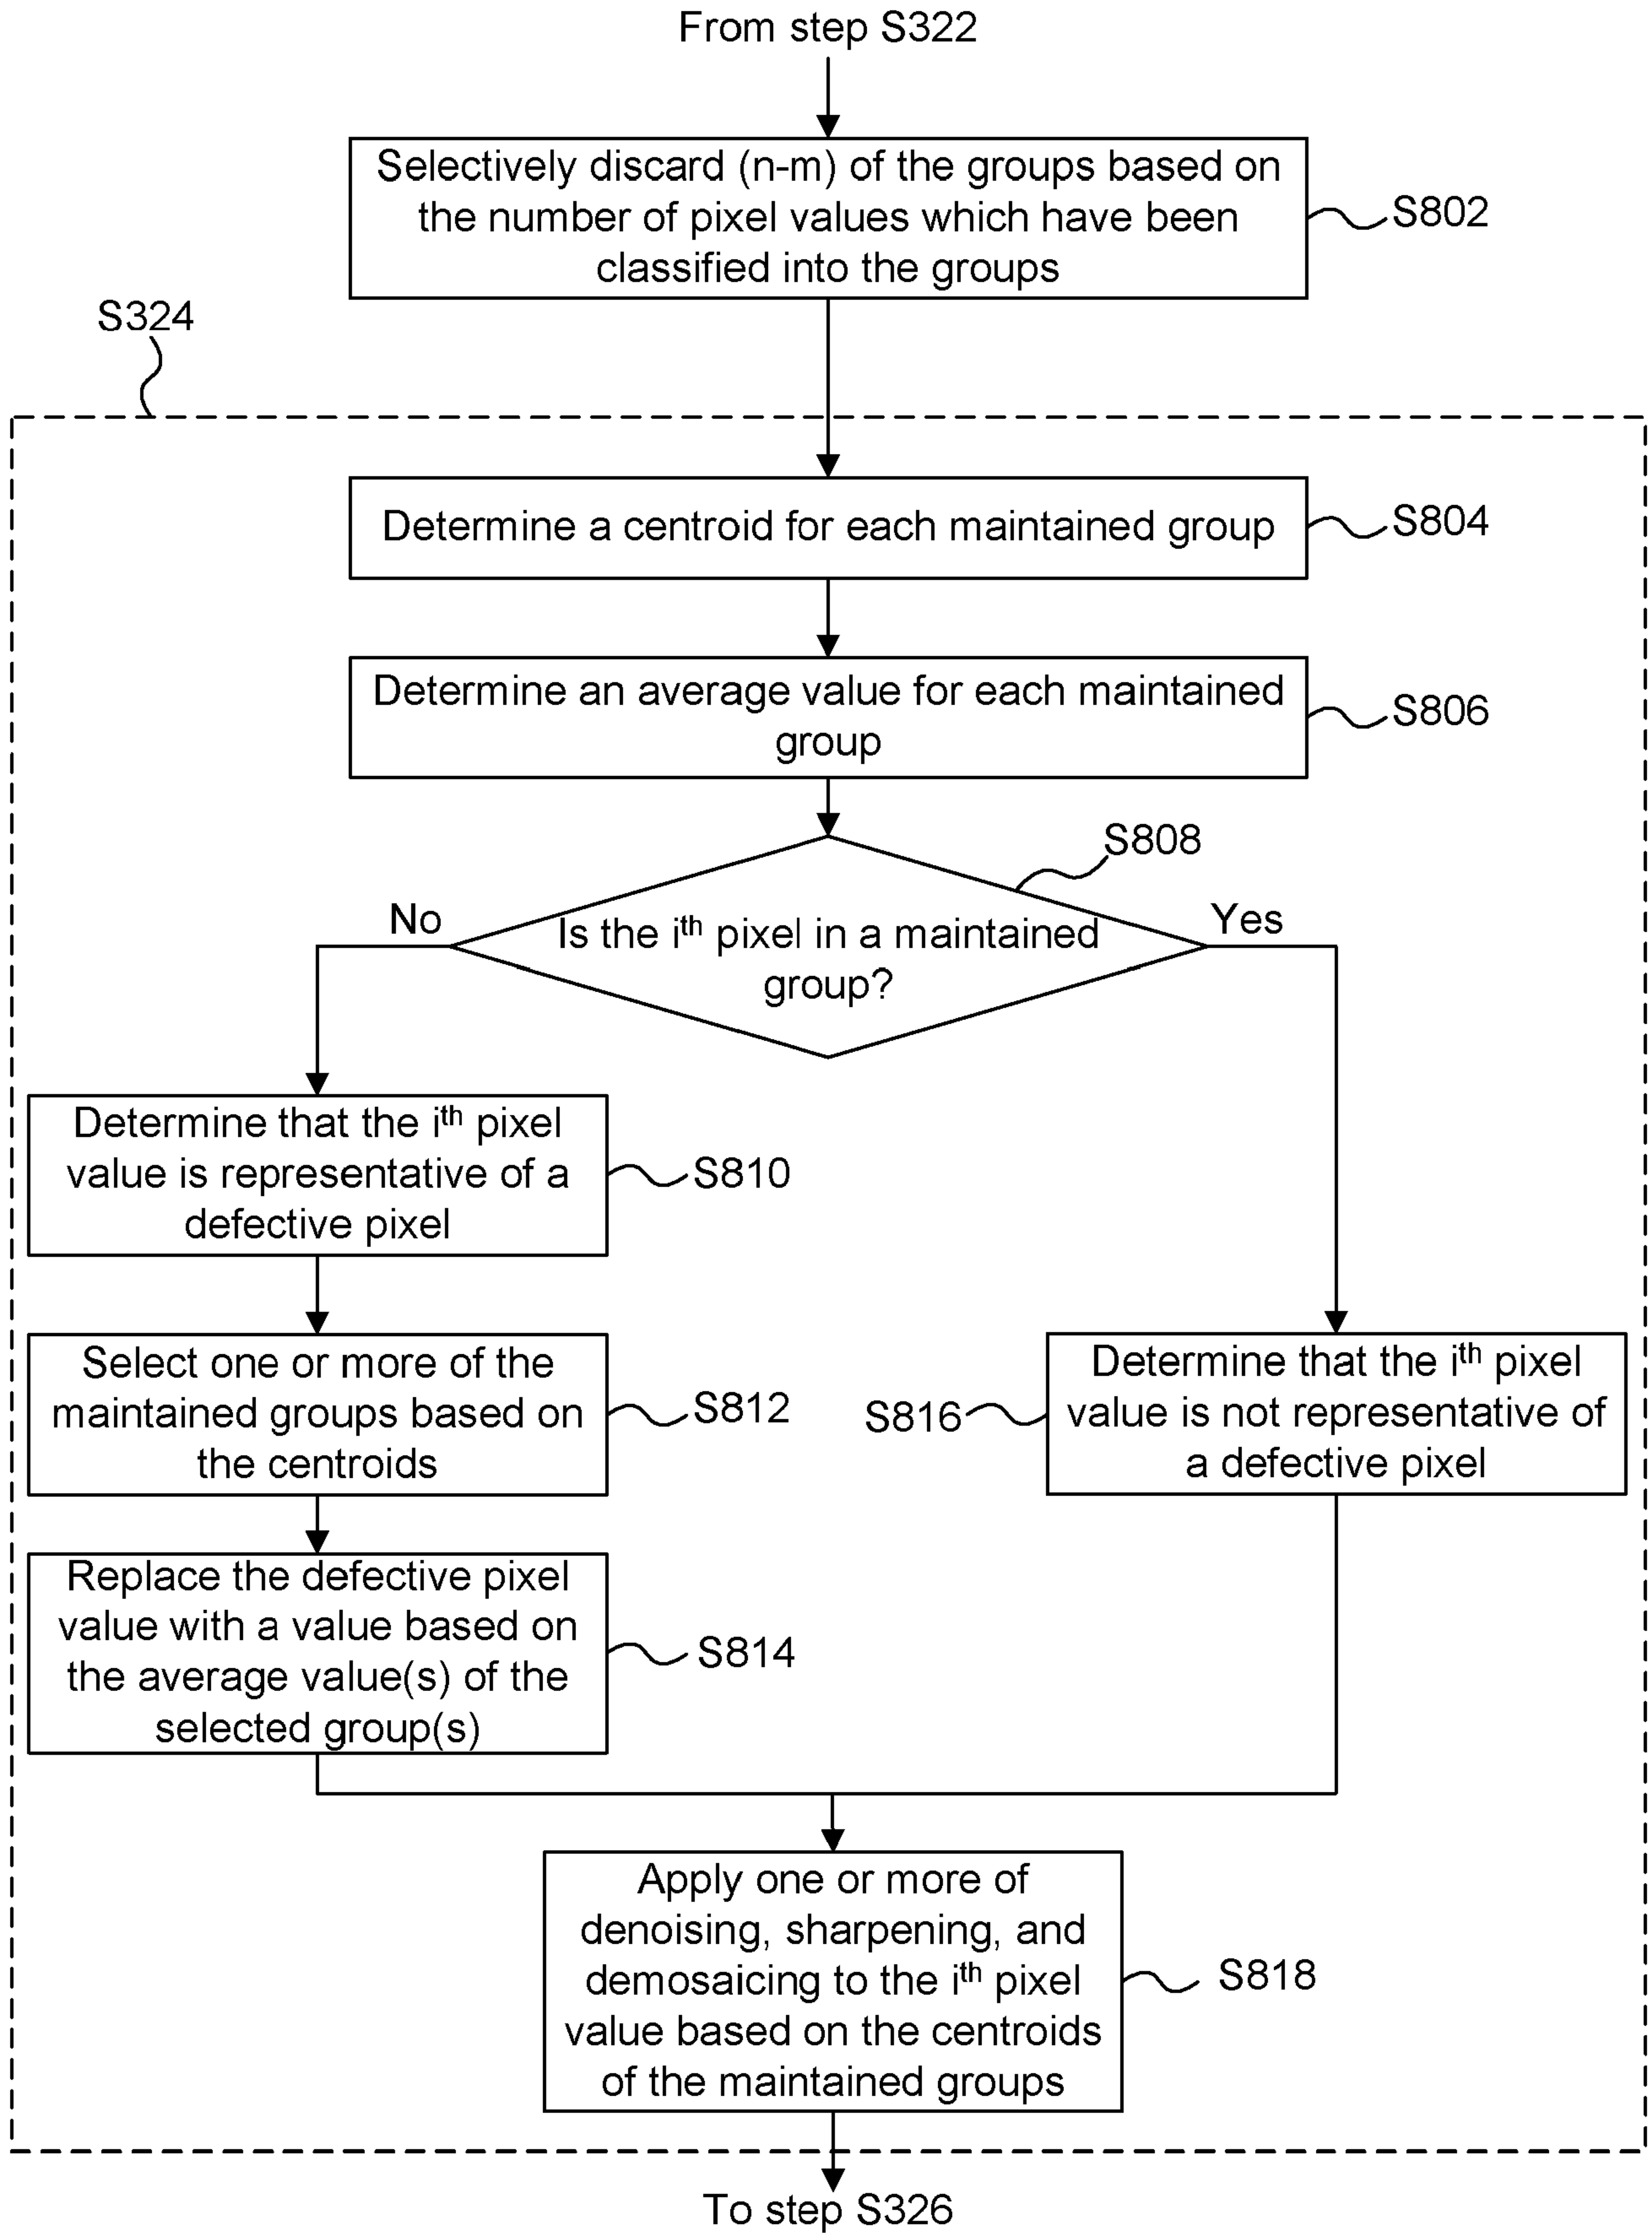 From step S322
Selectively discard (n-m) of the groups based on
the number of pixel values which have been
classified into the groups
S802
S324
Determine a centroid for each maintained group
S804
Determine an average value for each maintained
group
S806
S808
No
Yes
Is the iᵗʰ pixel in a maintained
group?
Determine that the iᵗʰ pixel
value is representative of a
defective pixel
S810
Select one or more of the
maintained groups based on
the centroids
S812
S816
Determine that the iᵗʰ pixel
value is not representative of
a defective pixel
Replace the defective pixel
value with a value based on
the average value(s) of the
selected group(s)
S814
Apply one or more of
denoising, sharpening, and
demosaicing to the iᵗʰ pixel
value based on the centroids
of the maintained groups
S818
To step S326